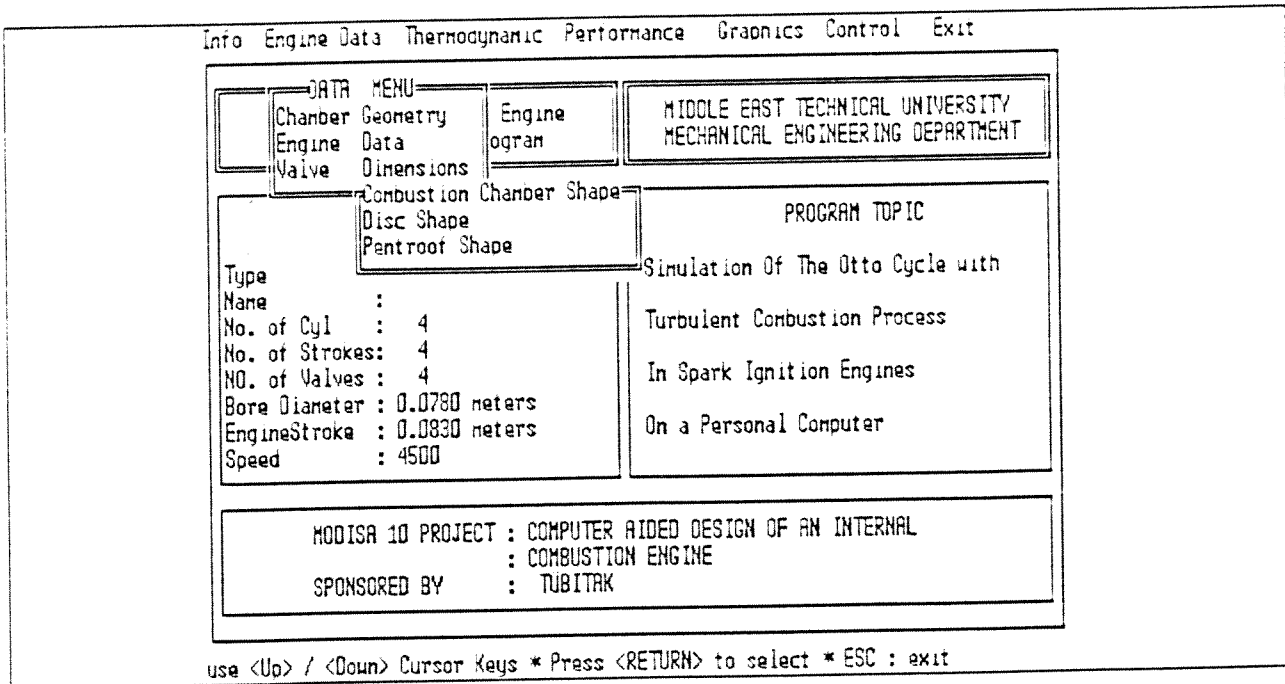 Info Engine Data Thermodynamic Performance Graphics Control Exit
DATA MENU
Chamber Geometry
Engine Data
Valve Dimensions
Engine
ogram
MIDDLE EAST TECHNICAL UNIVERSITY
MECHANICAL ENGINEERING DEPARTMENT
Combustion Chamber Shape
Disc Shape
Pentroof Shape
Type
Name :
No. of Cyl : 4
No. of Strokes: 4
NO. of Valves : 4
Bore Diameter : 0.0780 meters
EngineStroke : 0.0830 meters
Speed : 4500
PROGRAM TOPIC
Simulation Of The Otto Cycle with
Turbulent Combustion Process
In Spark Ignition Engines
On a Personal Computer
MODISA 10 PROJECT : COMPUTER AIDED DESIGN OF AN INTERNAL
: COMBUSTION ENGINE
SPONSORED BY : TUBITAK
use <Up> / <Down> Cursor Keys * Press <RETURN> to select * ESC : exit